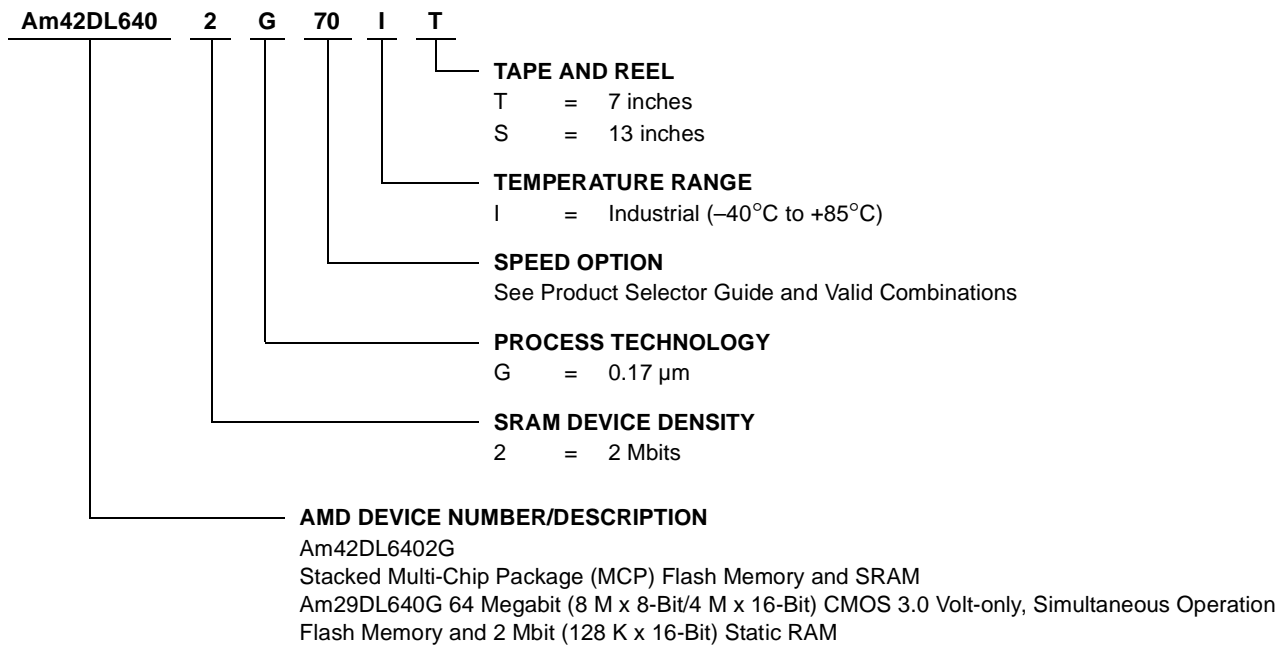 Am42DL640 2 G 70 I T
TAPE AND REEL
T = 7 inches
S = 13 inches
TEMPERATURE RANGE
I = Industrial (–40°C to +85°C)
SPEED OPTION
See Product Selector Guide and Valid Combinations
PROCESS TECHNOLOGY
G = 0.17 µm
SRAM DEVICE DENSITY
2 = 2 Mbits
AMD DEVICE NUMBER/DESCRIPTION
Am42DL6402G
Stacked Multi-Chip Package (MCP) Flash Memory and SRAM
Am29DL640G 64 Megabit (8 M x 8-Bit/4 M x 16-Bit) CMOS 3.0 Volt-only, Simultaneous Operation
Flash Memory and 2 Mbit (128 K x 16-Bit) Static RAM